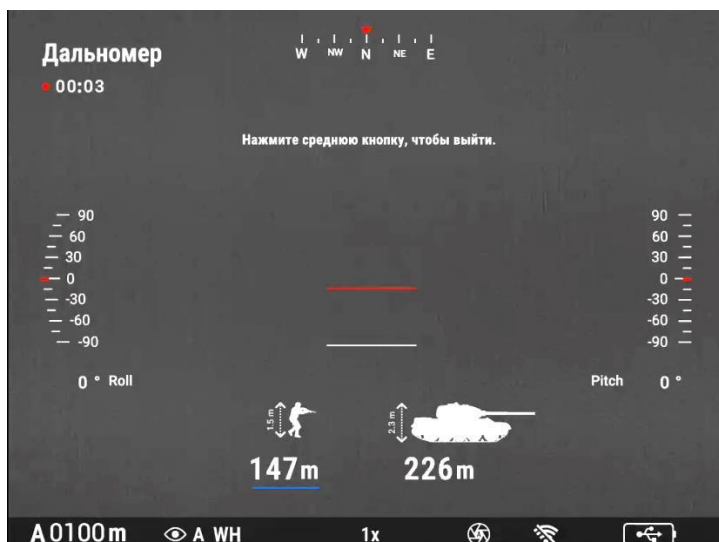 Дальномер
W NW N NE E
00:03
Нажмите среднюю кнопку, чтобы выйти.
90 90
60 60
30 30
0 0
-30 -30
-60 -60
-90 -90
0 ° Roll Pitch 0 °
1.5 m 2.3 m
147m 226m
A0100m A WH 1x